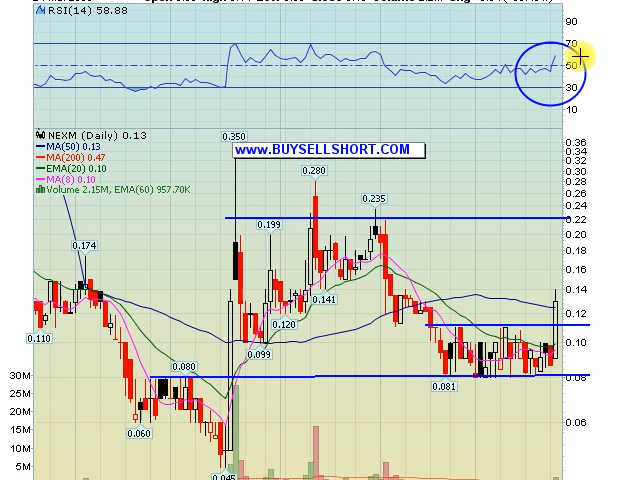 RSI(14) 58.88
90
70
50
30
10
NEXM (Daily) 0.13
MA(50) 0.13
MA(200) 0.47
EMA(20) 0.10
MA(8) 0.10
Volume 2.15M, EMA(60) 957.70K
www.BUYSELLSHORT.COM
0.350
0.280
0.235
0.199
0.174
0.141
0.120
0.110
0.099
0.080
0.081
0.060
0.045
0.36
0.34
0.32
0.30
0.28
0.26
0.24
0.22
0.20
0.18
0.16
0.14
0.12
0.10
0.08
0.06
30M
25M
20M
15M
10M
5M